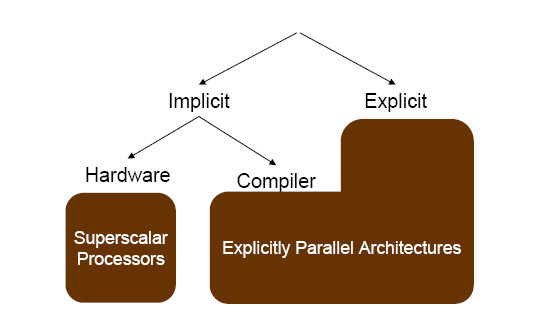 Implicit
Explicit
Hardware
Compiler
Superscalar
Processors
Explicitly Parallel Architectures